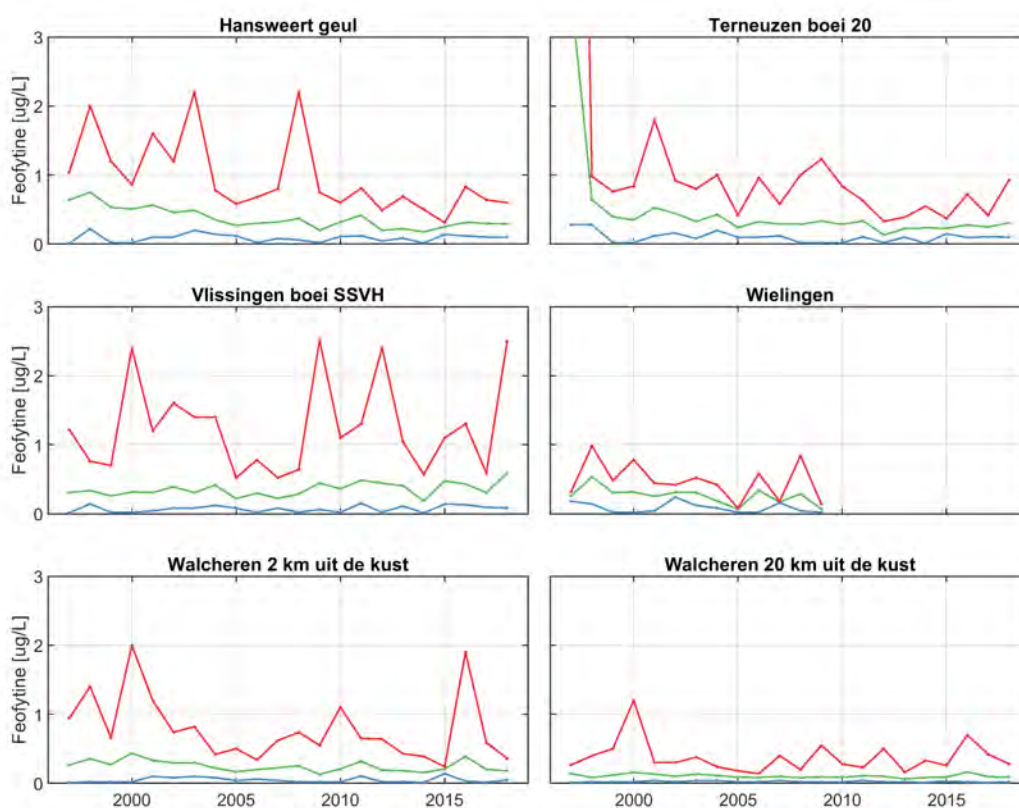 Hansweert geul
Terneuzen boei 20
3
2
1
0
Feofytine [ug/L]
Vlissingen boei SSVH
Wielingen
3
2
1
0
Feofytine [ug/L]
Walcheren 2 km uit de kust
Walcheren 20 km uit de kust
3
2
1
0
Feofytine [ug/L]
2000 2005 2010 2015
2000 2005 2010 2015